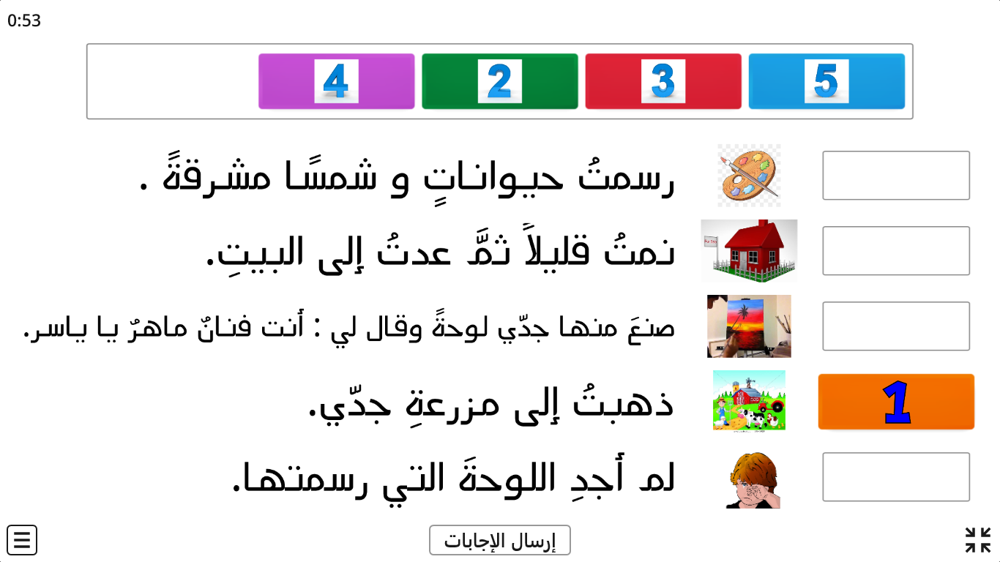 0:53
5 3 2 4
رسمتُ حيواناتٍ و شمسًا مشرقةً .
نمتُ قليلاً ثمَّ عدتُ إلى البيتِ.
صنعَ منها جدّي لوحةً وقال لي : أنت فنانٌ ماهرٌ يا ياسر.
1 ذهبتُ إلى مزرعةِ جدّي.
لم أجدِ اللوحةَ التي رسمتها.
إرسال الإجابات